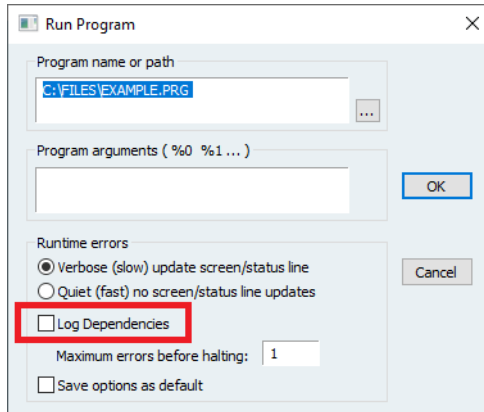 Run Program
Program name or path
C:\FILES\EXAMPLE.PRG
...
Program arguments ( %0 %1 ... )
OK
Runtime errors
Verbose (slow) update screen/status line
Cancel
Quiet (fast) no screen/status line updates
Log Dependencies
Maximum errors before halting: 1
Save options as default